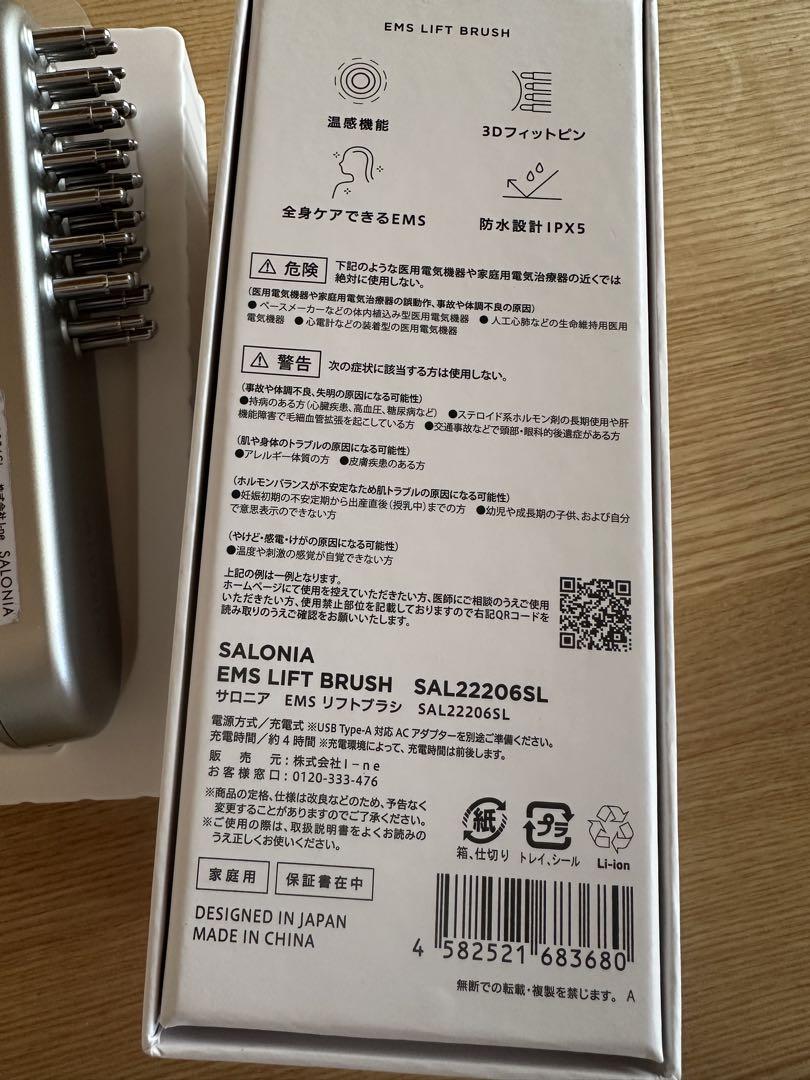 EMS LIFT BRUSH
温感機能
3Dフィットピン
全身ケアできるEMS
防水設計IPX5
危険 下記のような医用電気機器や家庭用電気治療器の近くでは
絶対に使用しない。
(医用電気機器や家庭用電気治療器の誤動作、事故や体調不良の原因)
●ペースメーカーなどの体内植込み型医用電気機器 ●人工心肺などの生命維持用医用
電気機器 ●心電計などの装着型の医用電気機器
警告 次の症状に該当する方は使用しない。
(事故や体調不良、失明の原因になる可能性)
●持病のある方(心臓疾患、高血圧、糖尿病など) ●ステロイド系ホルモン剤の長期使用や肝
機能障害で毛細血管拡張を起こしている方 ●交通事故などで頭部・眼科的後遺症がある方
(肌や身体のトラブルの原因になる可能性)
●アレルギー体質の方 ●皮膚疾患のある方
(ホルモンバランスが不安定なため肌トラブルの原因になる可能性)
●妊娠初期の不安定期から出産直後(授乳中)までの方 ●幼児や成長期の子供、および自分
で意思表示のできない方
(やけど・感電・けがの原因になる可能性)
●温度や刺激の感覚が自覚できない方
上記の例は一例となります。
ホームページにて使用を控えていただきたい方、医師にご相談のうえご使用
いただきたい方、使用禁止部位を記載しておりますので右記QRコードを
読み取りのうえご確認をお願いいたします。
SALONIA
EMS LIFT BRUSH SAL22206SL
サロニア EMS リフトブラシ SAL22206SL
電源方式/充電式 ※USB Type-A 対応 AC アダプターを別途ご準備ください。
充電時間/約4時間 ※充電環境によって、充電時間は前後します。
販売元:株式会社I-ne
お客様窓口:0120-333-476
※商品の定格、仕様は改良などのため、予告なく
変更することがありますのでご了承ください。
※ご使用の際は、取扱説明書をよくお読みの
うえ正しくお使いください。
紙
箱、仕切り
プラ
トレイ、シール
Li-ion
家庭用 保証書在中
DESIGNED IN JAPAN
MADE IN CHINA
4 582521 683680
無断での転載・複製を禁じます。 A
株式会社 I-ne SALONIA